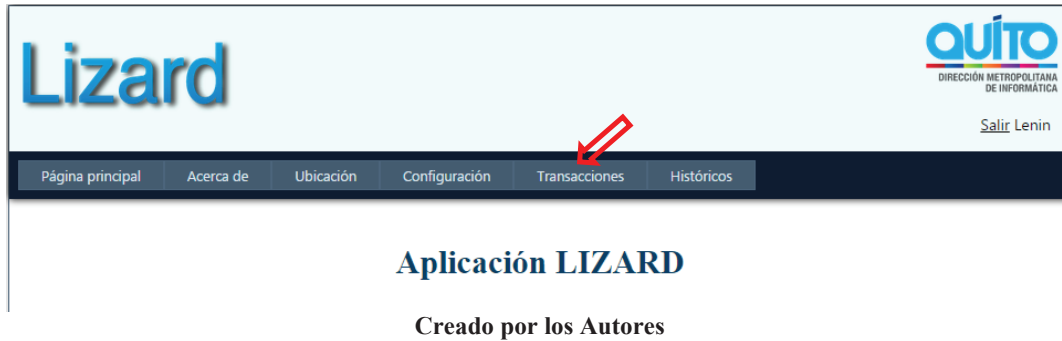 Lizard
QUITO
DIRECCIÓN METROPOLITANA
DE INFORMÁTICA
Salir Lenin
Página principal Acerca de Ubicación Configuración Transacciones Históricos
Aplicación LIZARD
Creado por los Autores